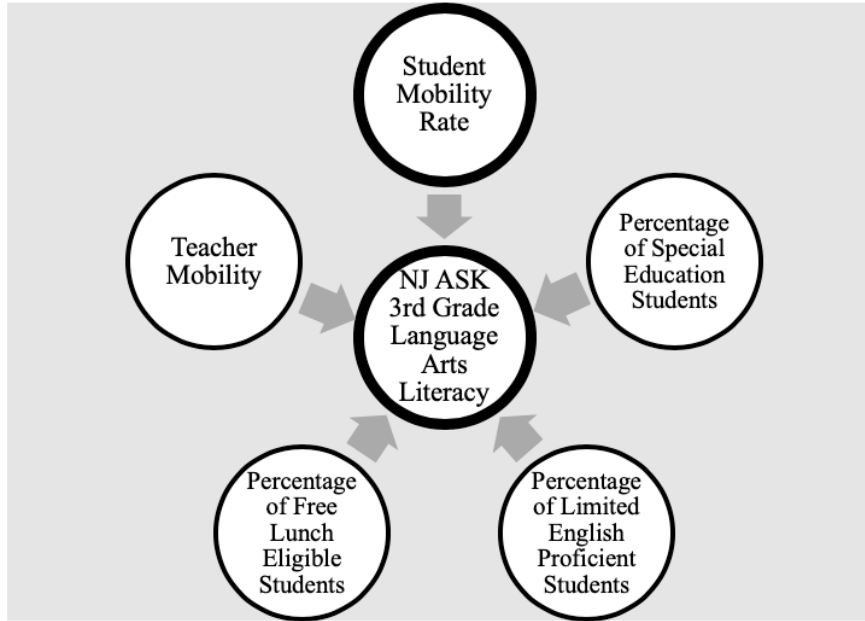 Student
Mobility
Rate
Teacher
Mobility
Percentage
of Special
Education
Students
NJ ASK
3rd Grade
Language
Arts
Literacy
Percentage
of Free
Lunch
Eligible
Students
Percentage
of Limited
English
Proficient
Students